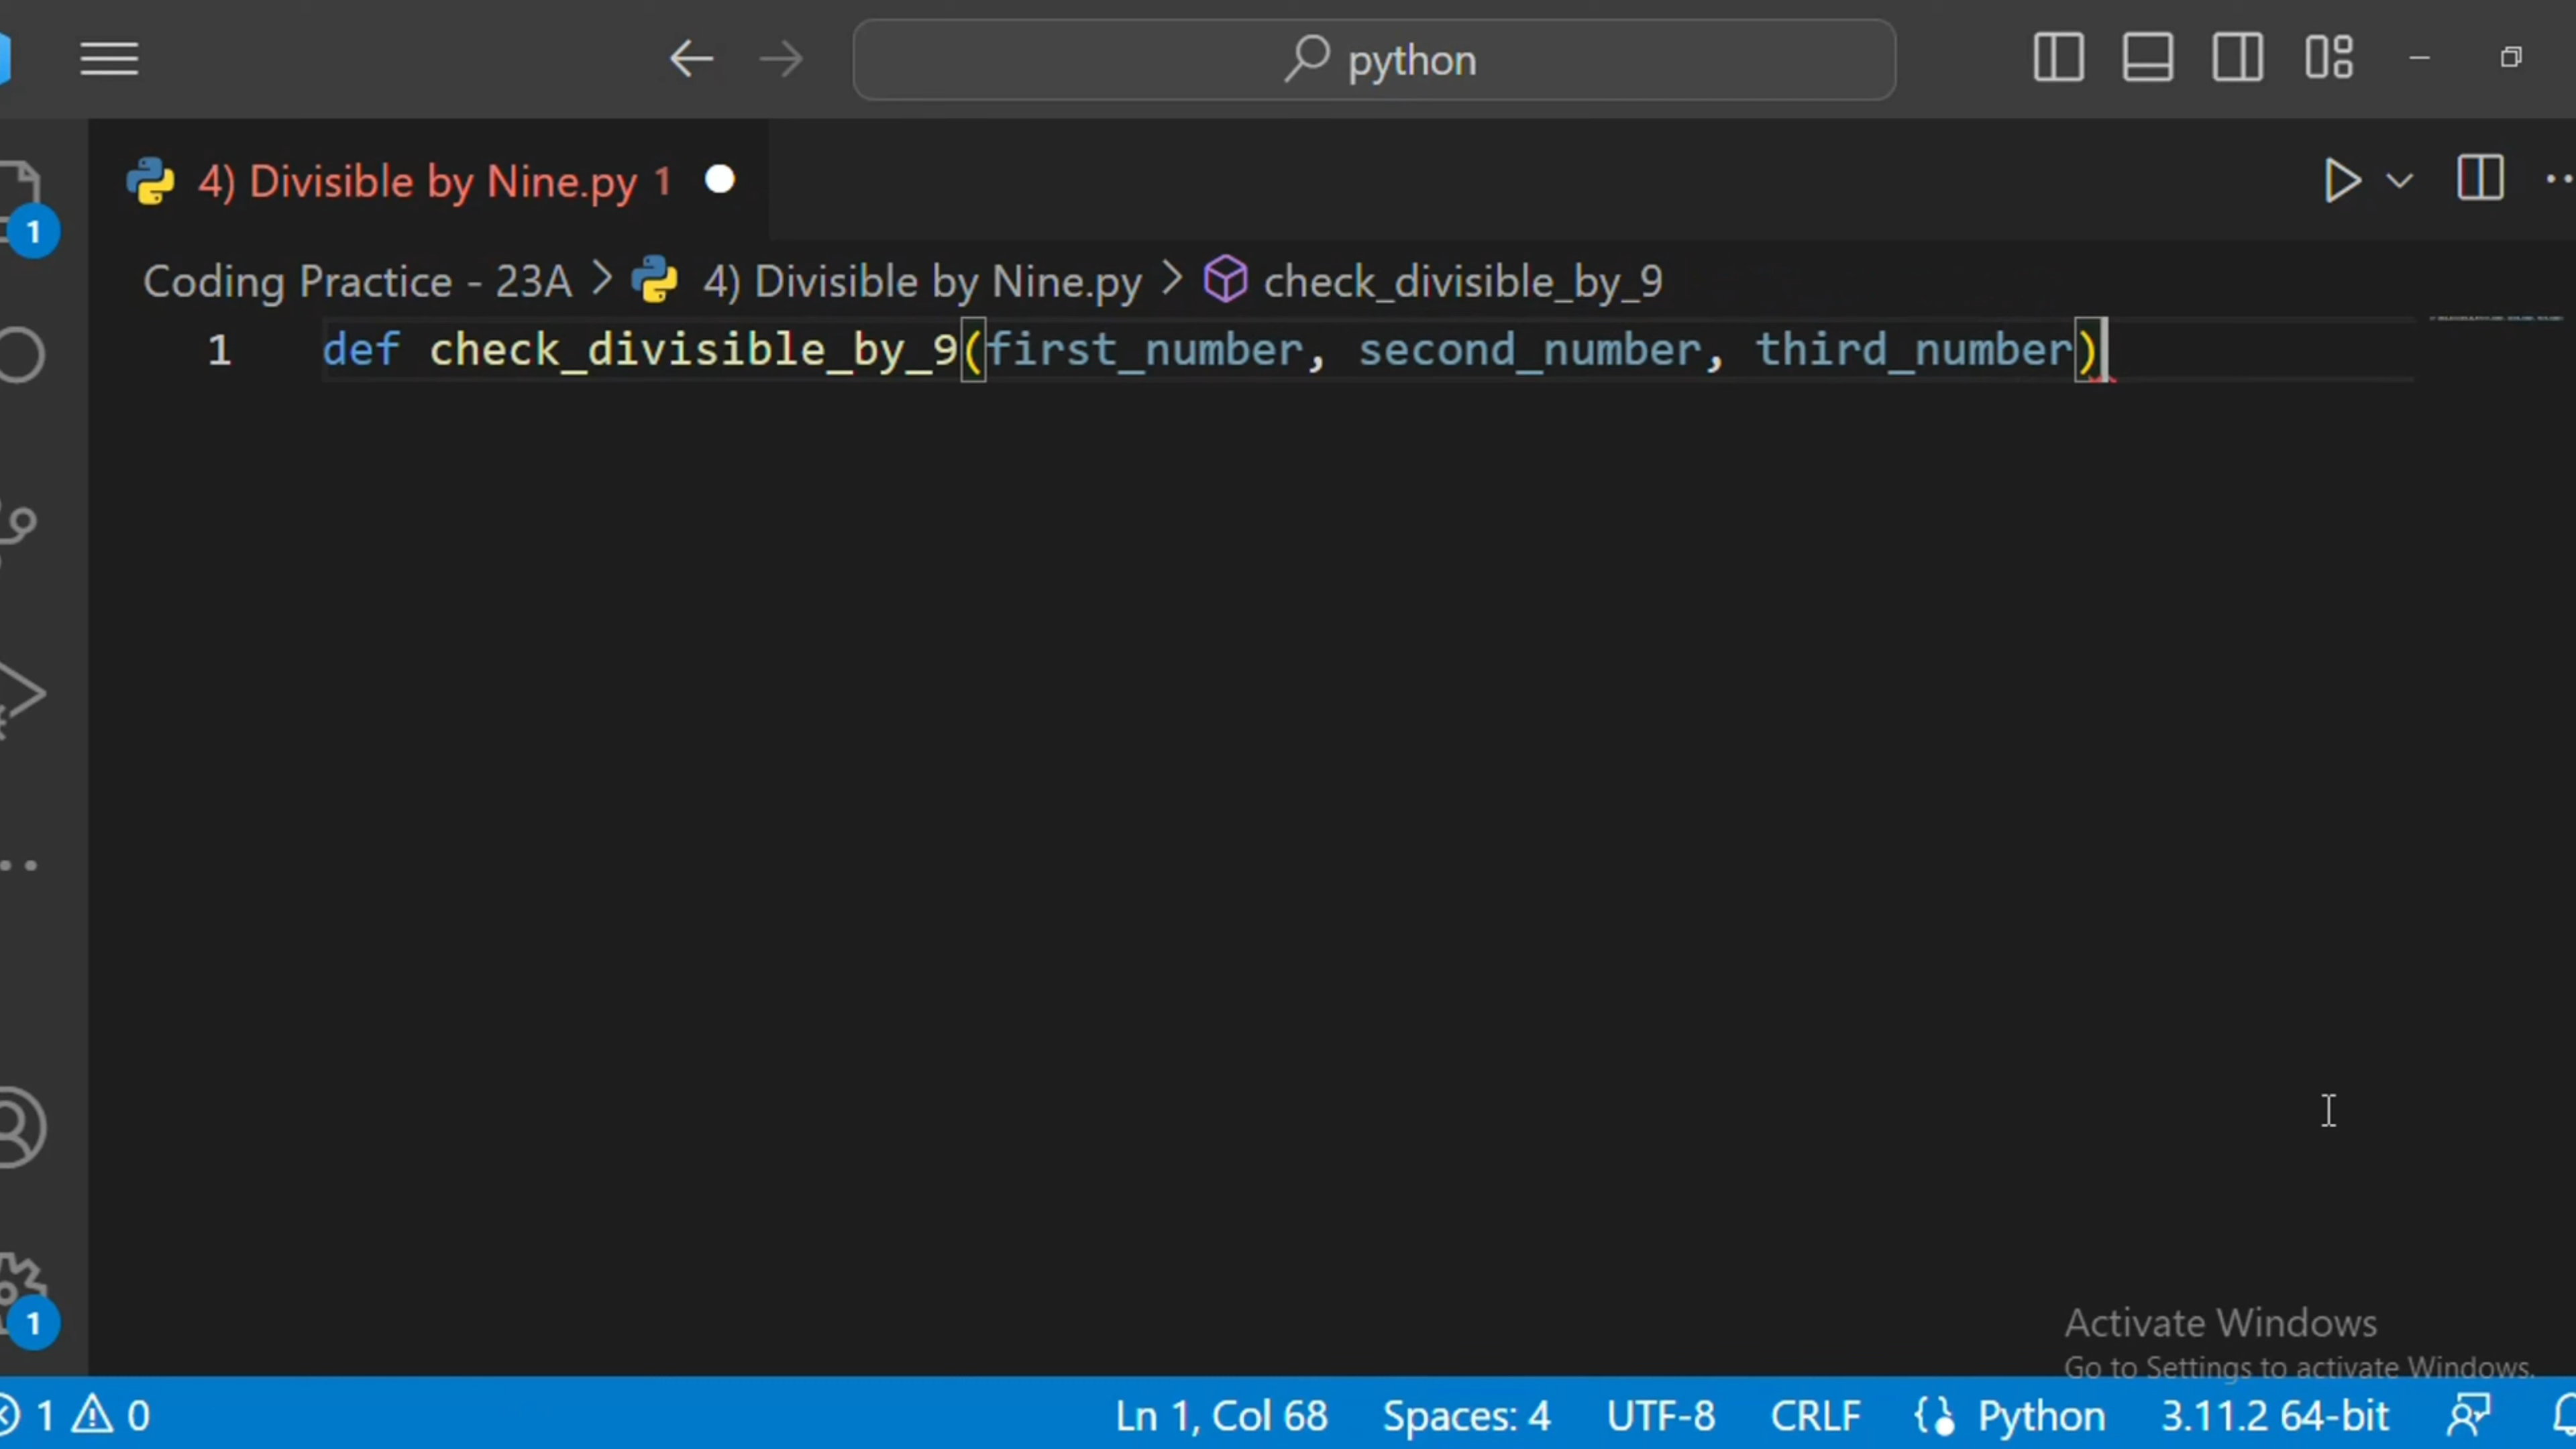 python
4) Divisible by Nine.py 1
1
Coding Practice - 23A > 4) Divisible by Nine.py > check_divisible_by_9
1 def check_divisible_by_9(first_number, second_number, third_number)
Activate Windows
Go to Settings to activate Windows.
1
1 0 Ln 1, Col 68 Spaces: 4 UTF-8 CRLF Python 3.11.2 64-bit